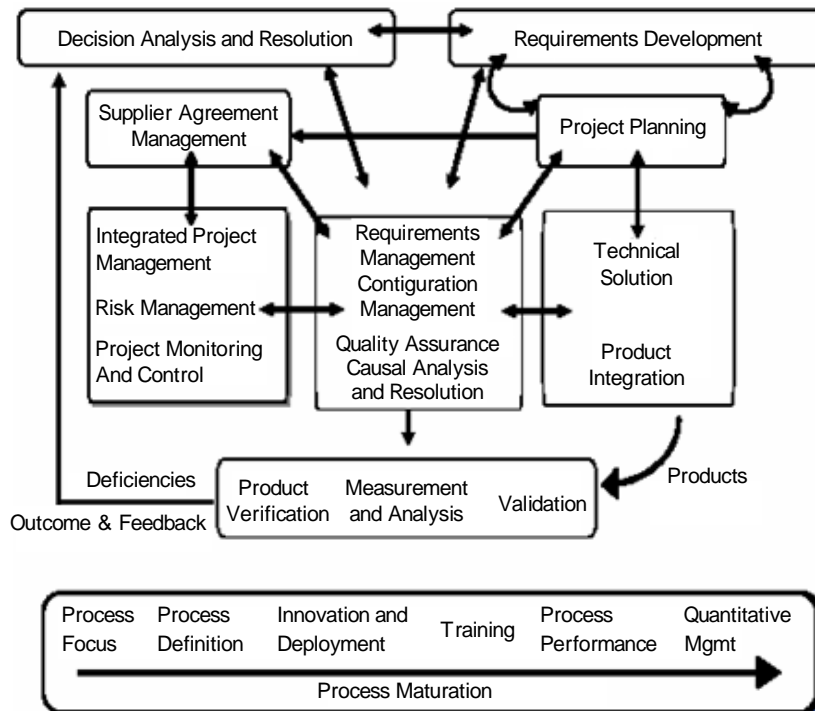 Decision Analysis and Resolution
Requirements Development
Supplier Agreement
Management
Project Planning
Integrated Project
Management
Risk Management
Project Monitoring
And Control
Requirements
Management
Contiguration
Management
Quality Assurance
Causal Analysis
and Resolution
Technical
Solution
Product
Integration
Deficiencies
Outcome & Feedback
Product
Verification
Measurement
and Analysis
Validation
Products
Process
Focus
Process
Definition
Innovation and
Deployment
Training
Process
Performance
Quantitative
Mgmt
Process Maturation